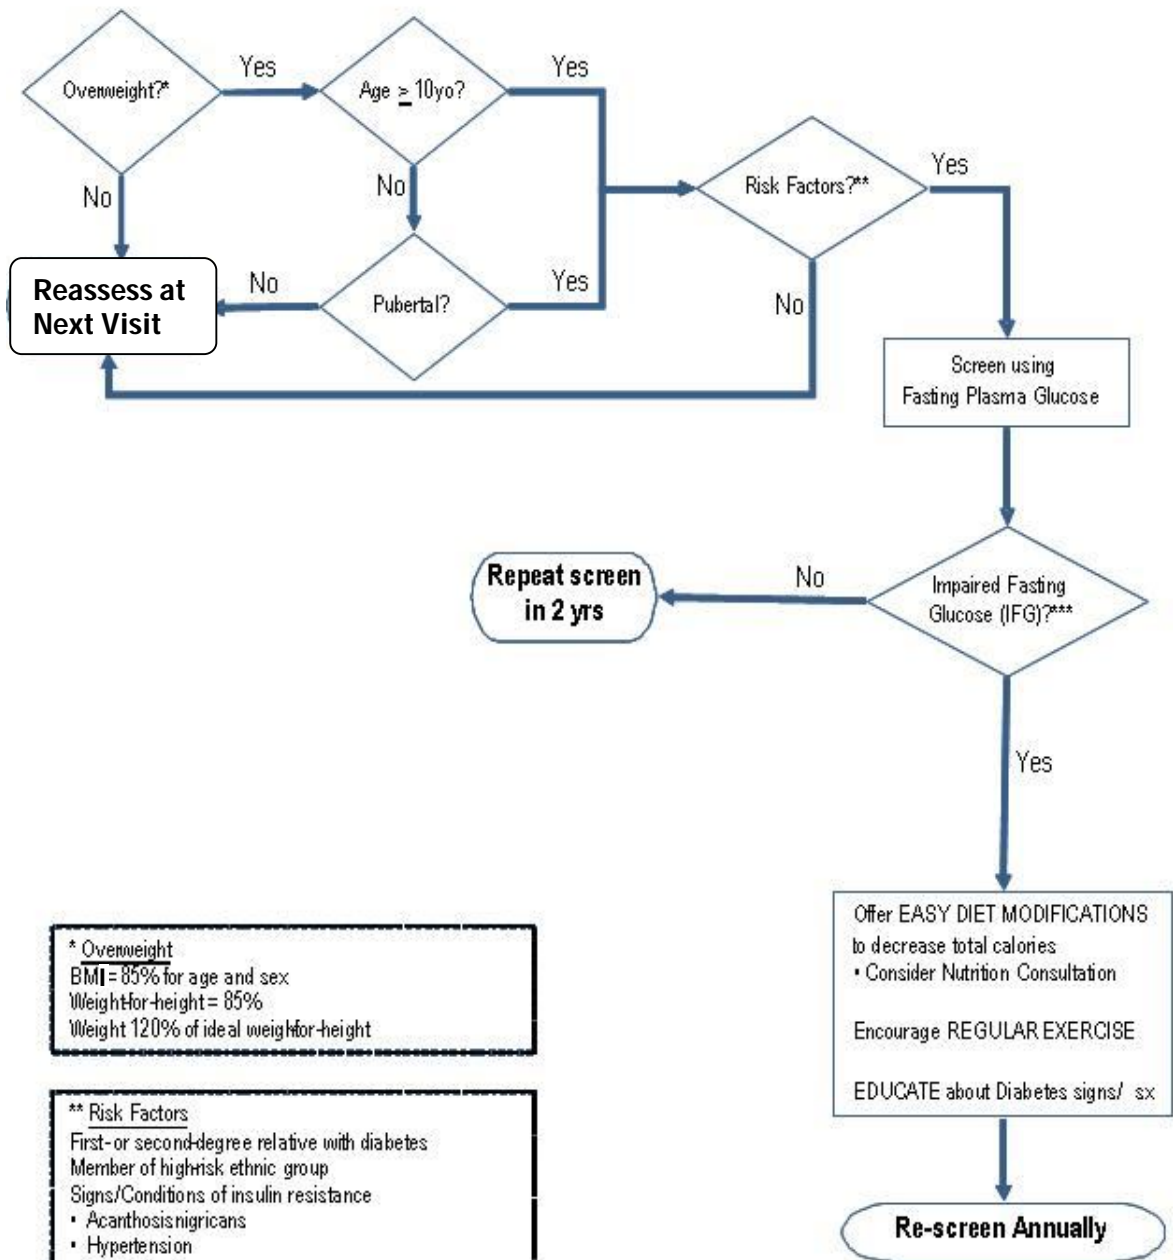 Overweight?*
Yes
Age ≥ 10yo?
Yes
No
No
Reassess at
Next Visit
No
Pubertal?
Yes
Risk Factors?**
Yes
No
Screen using
Fasting Plasma Glucose
Impaired Fasting
Glucose (IFG)?***
No
Repeat screen
in 2 yrs
Yes
Offer EASY DIET MODIFICATIONS
to decrease total calories
• Consider Nutrition Consultation
Encourage REGULAR EXERCISE
EDUCATE about Diabetes signs/ sx
Re-screen Annually
* Overweight
BMI = 85% for age and sex
Weight-for-height = 85%
Weight 120% of ideal weight-for-height
** Risk Factors
First- or second-degree relative with diabetes
Member of high-risk ethnic group
Signs/Conditions of insulin resistance
• Acanthosis nigricans
• Hypertension